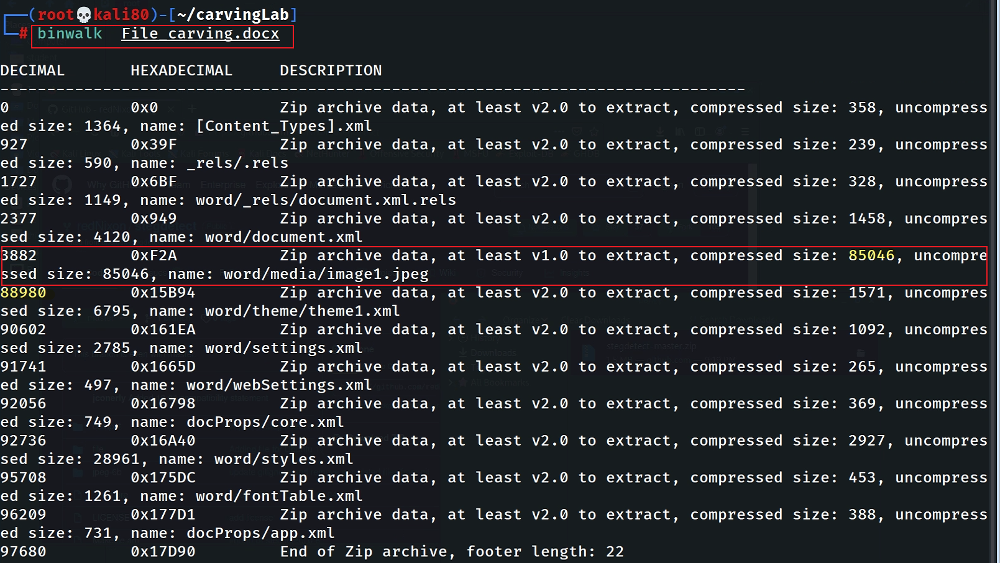 (root💀kali80)-[~/carvingLab]
# binwalk File_carving.docx
DECIMAL HEXADECIMAL DESCRIPTION
--------------------------------------------------------------------------------
0 0x0 Zip archive data, at least v2.0 to extract, compressed size: 358, uncompress
ed size: 1364, name: [Content_Types].xml
927 0x39F Zip archive data, at least v2.0 to extract, compressed size: 239, uncompress
ed size: 590, name: _rels/.rels
1727 0x6BF Zip archive data, at least v2.0 to extract, compressed size: 328, uncompress
ed size: 1149, name: word/_rels/document.xml.rels
2377 0x949 Zip archive data, at least v2.0 to extract, compressed size: 1458, uncompres
sed size: 4120, name: word/document.xml
3882 0xF2A Zip archive data, at least v1.0 to extract, compressed size: 85046, uncompre
ssed size: 85046, name: word/media/image1.jpeg
88980 0x15B94 Zip archive data, at least v2.0 to extract, compressed size: 1571, uncompres
sed size: 6795, name: word/theme/theme1.xml
90602 0x161EA Zip archive data, at least v2.0 to extract, compressed size: 1092, uncompres
sed size: 2785, name: word/settings.xml
91741 0x1665D Zip archive data, at least v2.0 to extract, compressed size: 265, uncompress
ed size: 497, name: word/webSettings.xml
92056 0x16798 Zip archive data, at least v2.0 to extract, compressed size: 369, uncompress
ed size: 749, name: docProps/core.xml
92736 0x16A40 Zip archive data, at least v2.0 to extract, compressed size: 2927, uncompres
sed size: 28961, name: word/styles.xml
95708 0x175DC Zip archive data, at least v2.0 to extract, compressed size: 453, uncompress
ed size: 1261, name: word/fontTable.xml
96209 0x177D1 Zip archive data, at least v2.0 to extract, compressed size: 388, uncompress
ed size: 731, name: docProps/app.xml
97680 0x17D90 End of Zip archive, footer length: 22